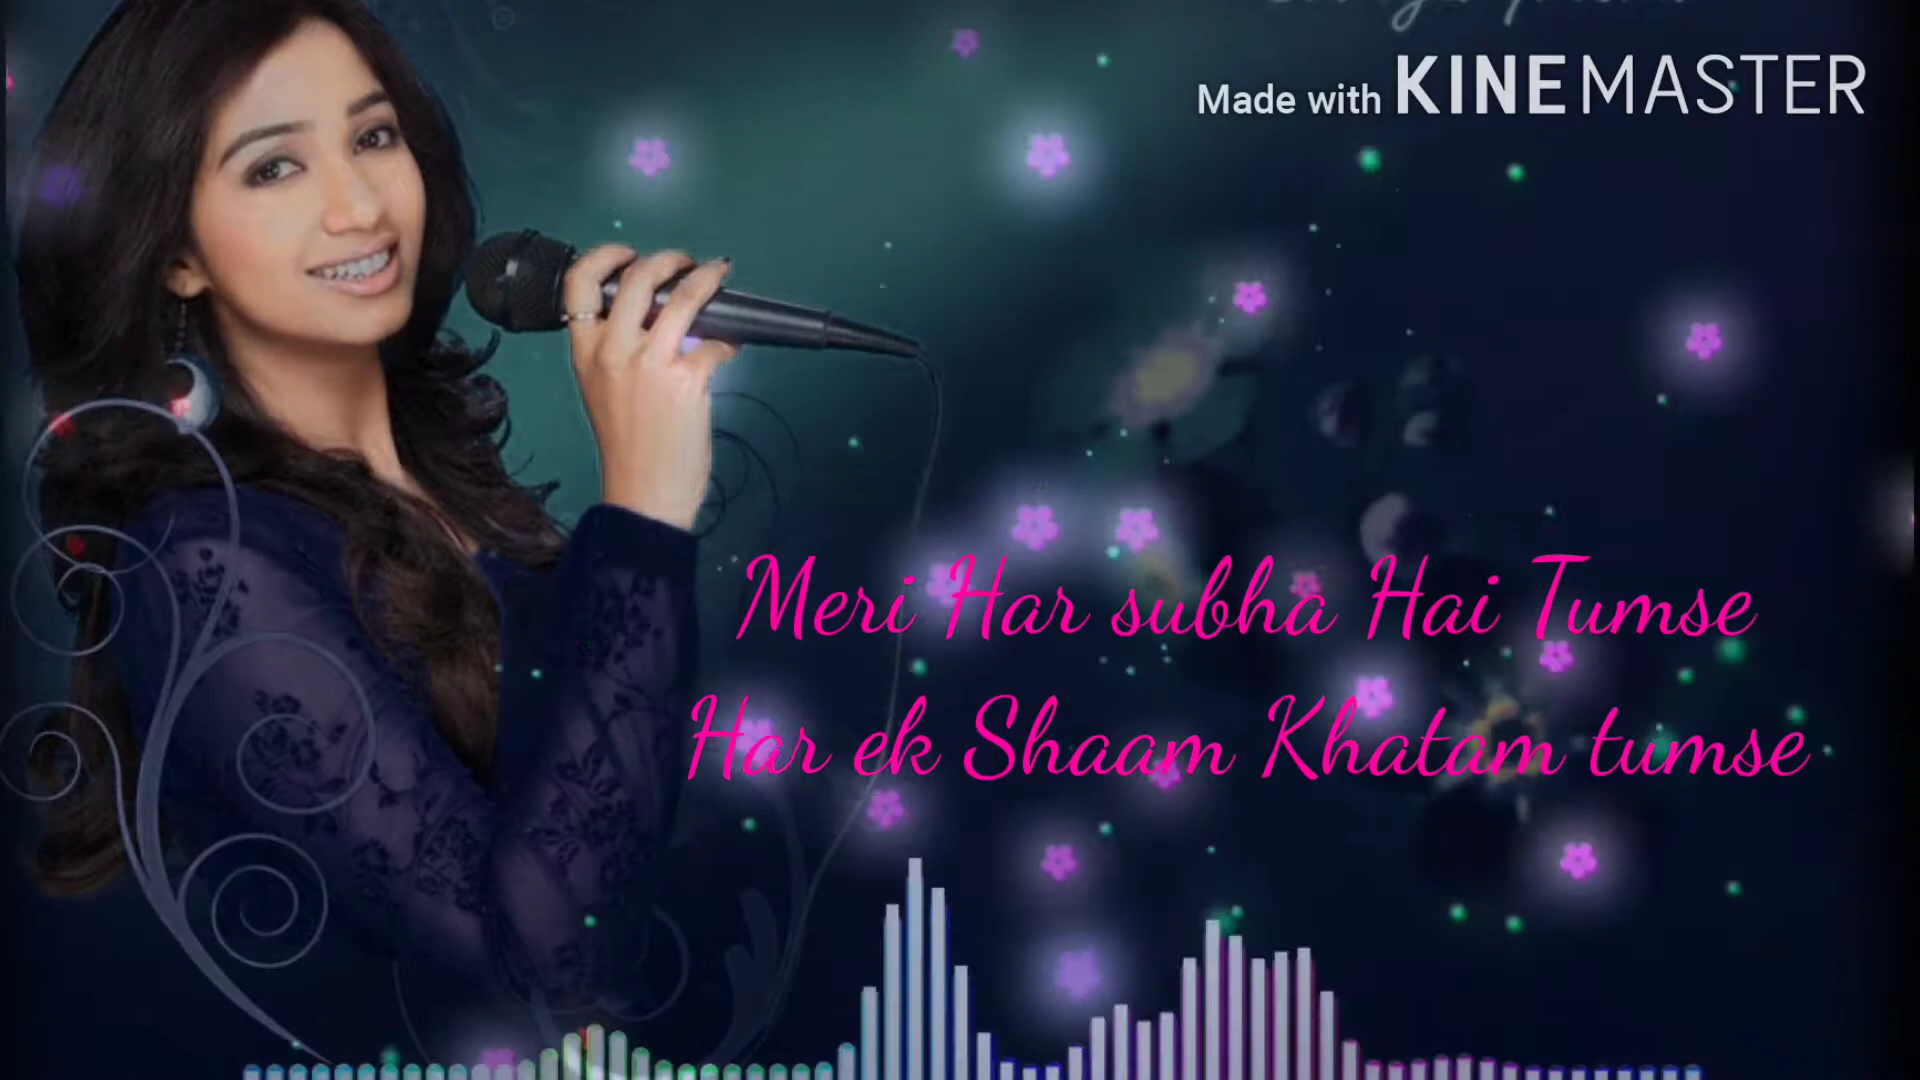 Made with KINEMASTER
Meri Har subha Hai Tumse
Har ek Shaam Khatam tumse